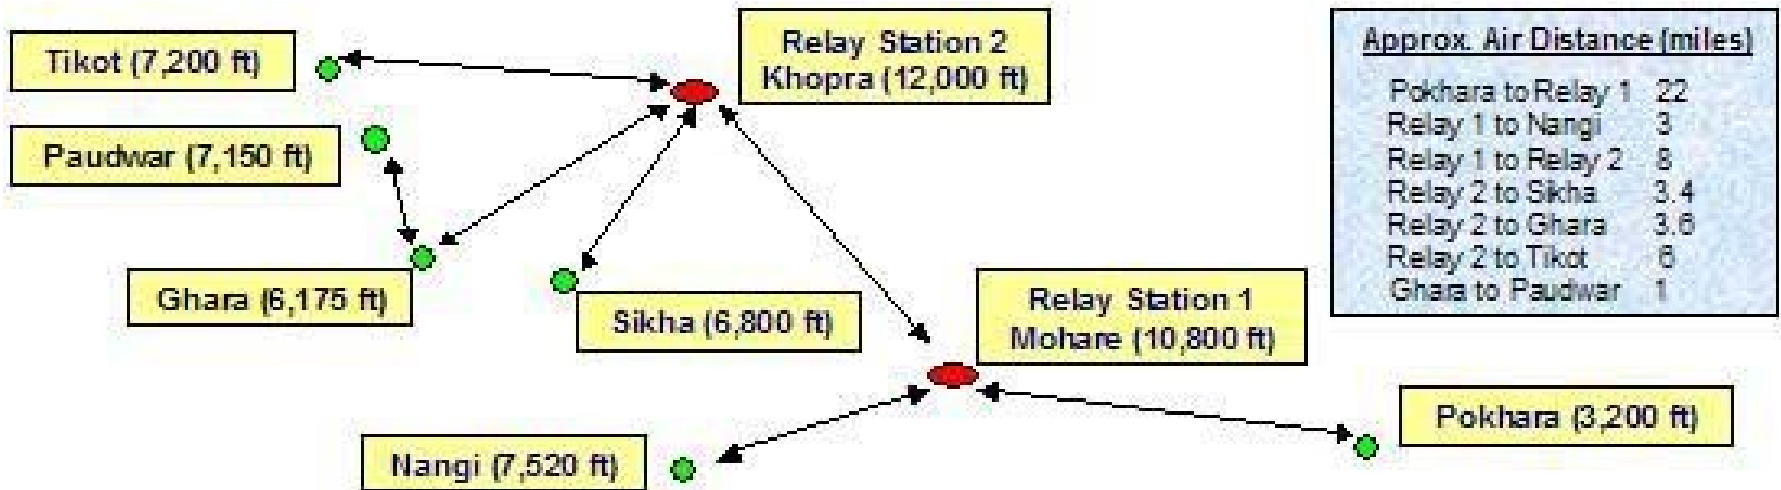 Tikot (7,200 ft)
Relay Station 2
Khopra (12,000 ft)
Paudwar (7,150 ft)
Ghara (6,175 ft)
Sikha (6,800 ft)
Relay Station 1
Mohare (10,800 ft)
Nangi (7,520 ft)
Pokhara (3,200 ft)
Approx. Air Distance (miles)
Pokhara to Relay 1 22
Relay 1 to Nangi 3
Relay 1 to Relay 2 8
Relay 2 to Sikha 3.4
Relay 2 to Ghara 3.6
Relay 2 to Tikot 6
Ghara to Paudwar 1